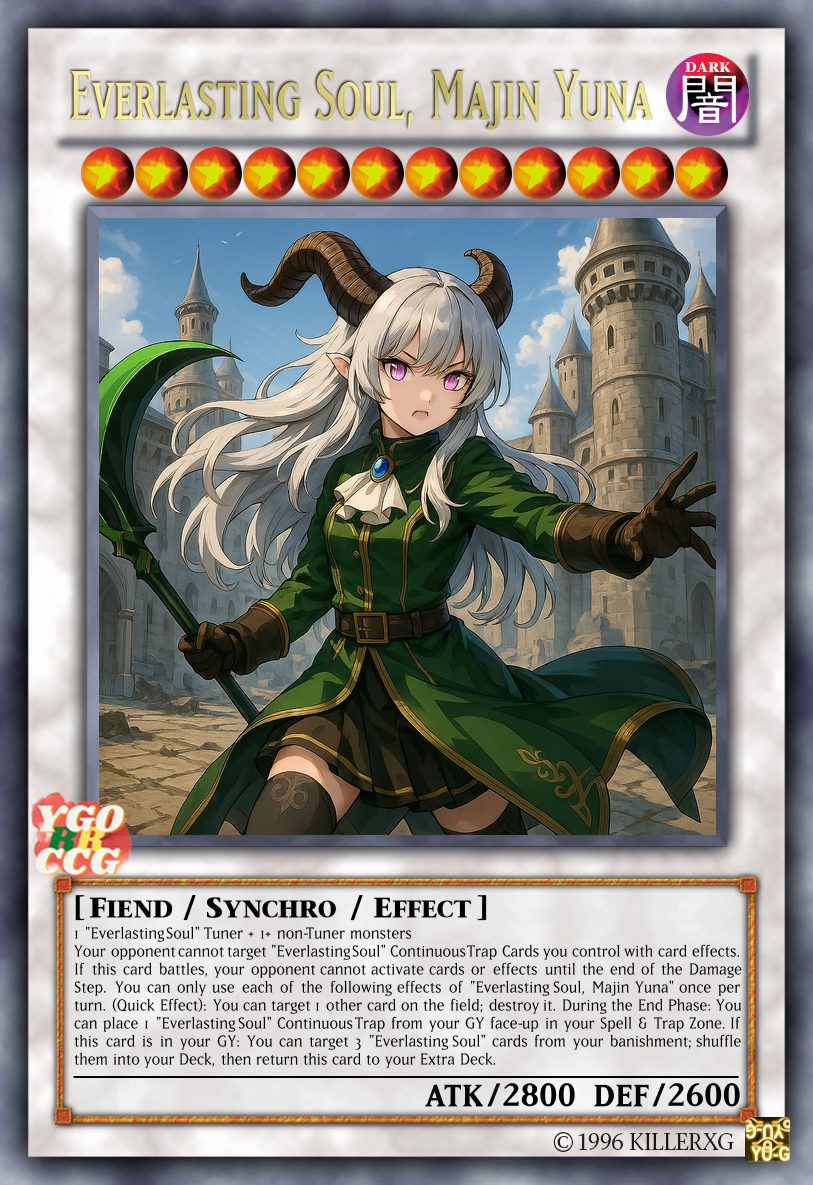 Everlasting Soul, Majin Yuna
DARK
闇
YGO
RR
CCG
[ Fiend / Synchro / Effect ]
1 "Everlasting Soul" Tuner + 1+ non-Tuner monsters
Your opponent cannot target "Everlasting Soul" Continuous Trap Cards you control with card effects.
If this card battles, your opponent cannot activate cards or effects until the end of the Damage
Step. You can only use each of the following effects of "Everlasting Soul, Majin Yuna" once per
turn. (Quick Effect): You can target 1 other card on the field; destroy it. During the End Phase: You
can place 1 "Everlasting Soul" Continuous Trap from your GY face-up in your Spell & Trap Zone. If
this card is in your GY: You can target 3 "Everlasting Soul" cards from your banishment; shuffle
them into your Deck, then return this card to your Extra Deck.
ATK/2800 DEF/2600
© 1996 KILLERXG